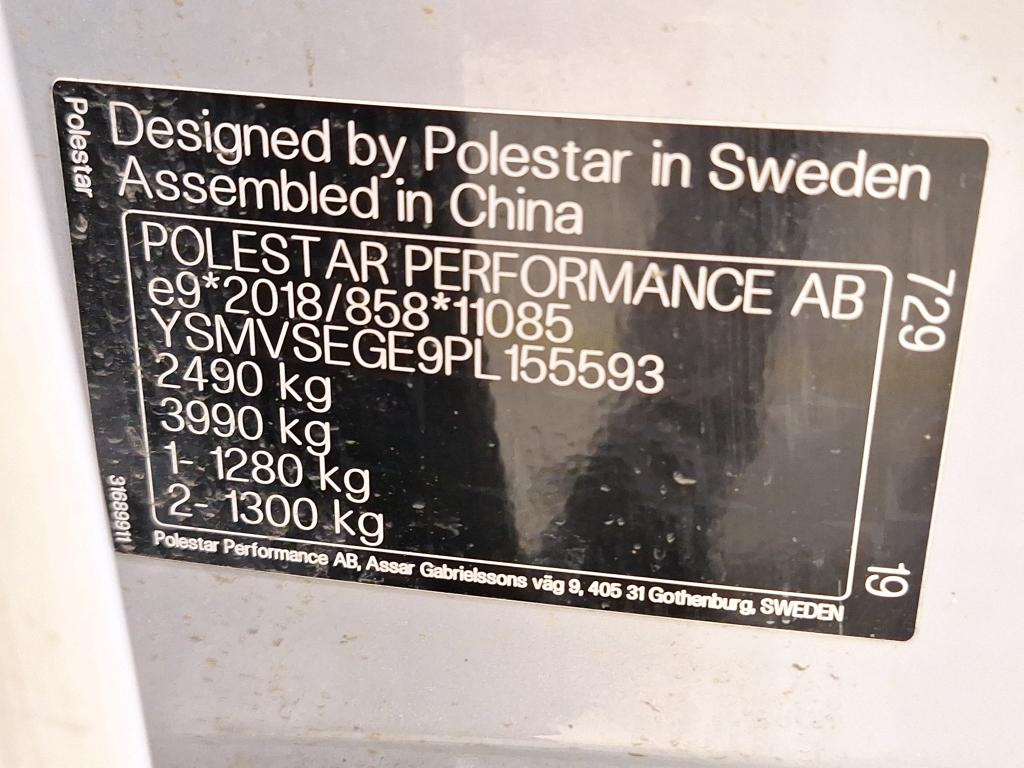 Polestar
Designed by Polestar in Sweden
Assembled in China
POLESTAR PERFORMANCE AB
e9*2018/858*11085
YSMVSEGE9PL155593
2490 kg
3990 kg
1- 1280 kg
2- 1300 kg
729
19
31689911
Polestar Performance AB, Assar Gabrielssons väg 9, 405 31 Gothenburg, SWEDEN